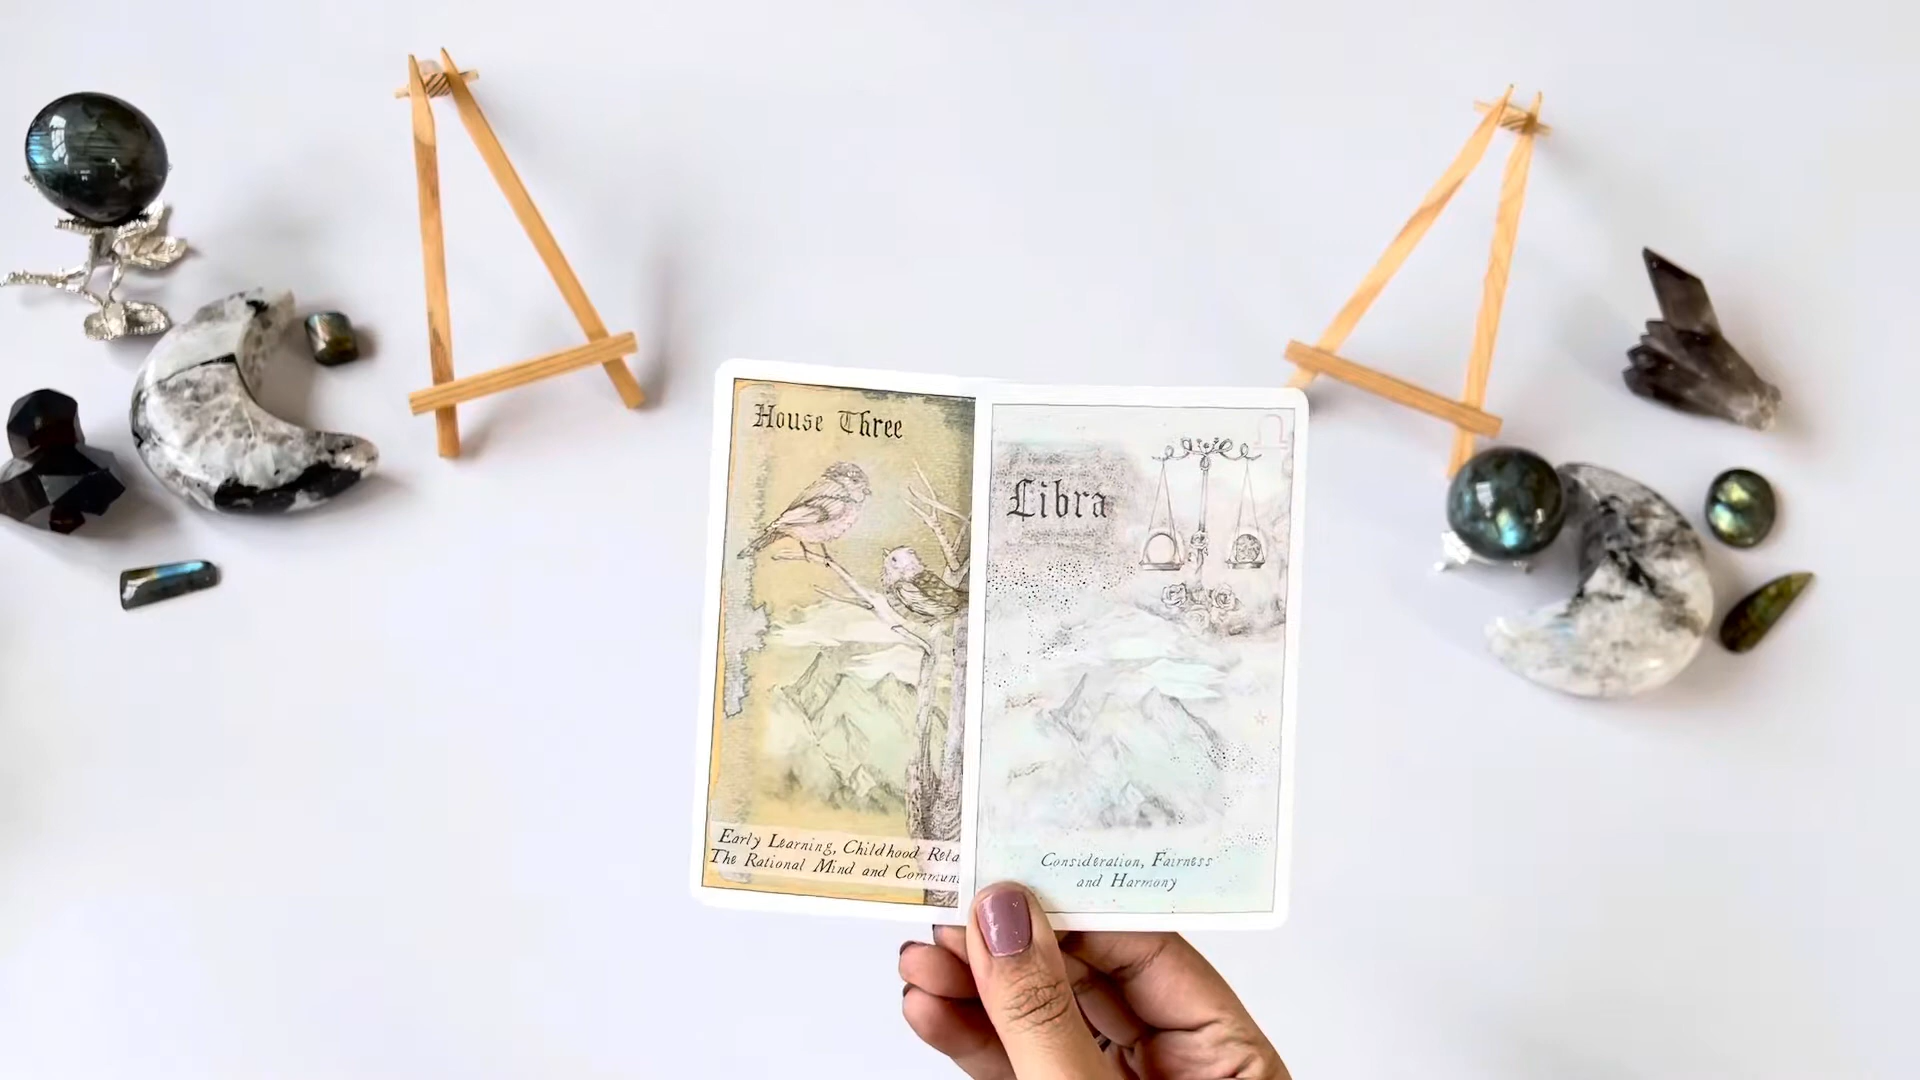 House Three
Early Learning, Childhood
The Rational Mind and
Libra
Consideration, Fairness
and Harmony